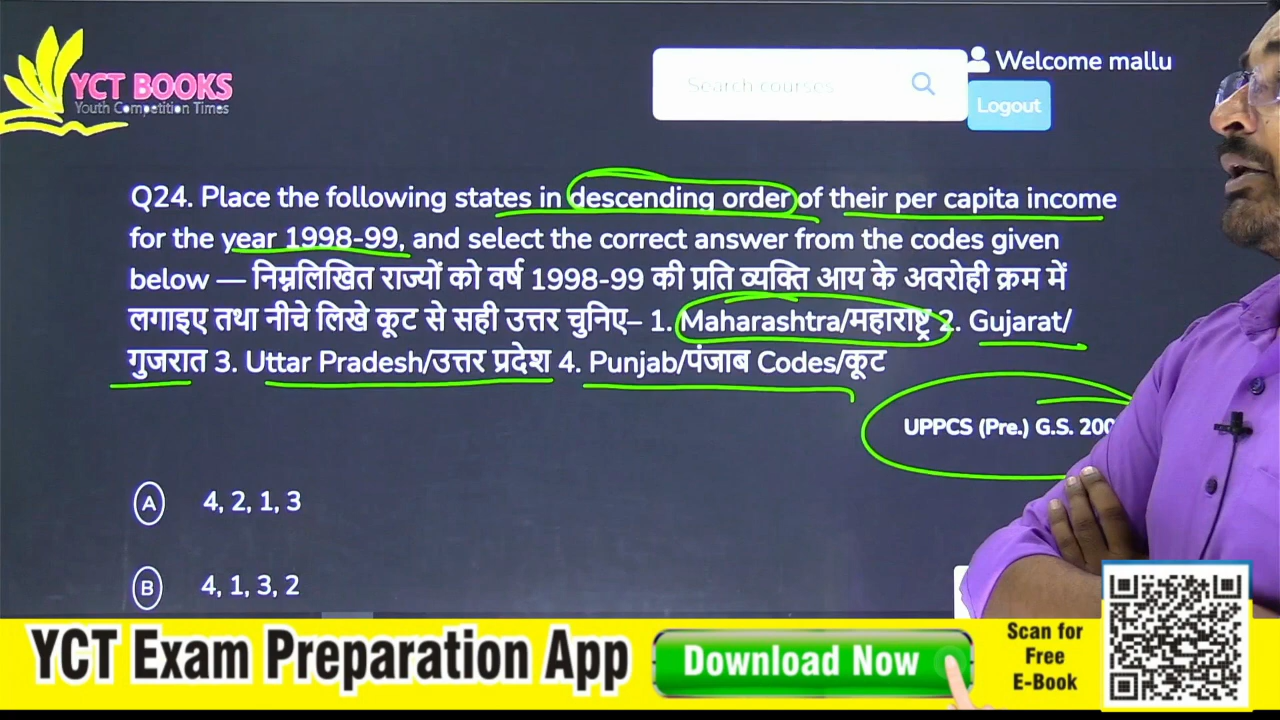 YCT BOOKS
Youth Competition Times
Search courses
Welcome mallu
Logout
Q24. Place the following states in descending order of their per capita income
for the year 1998-99, and select the correct answer from the codes given
below — निम्नलिखित राज्यों को वर्ष 1998-99 की प्रति व्यक्ति आय के अवरोही क्रम में
लगाइए तथा नीचे लिखे कूट से सही उत्तर चुनिए– 1. Maharashtra/महाराष्ट्र 2. Gujarat/
गुजरात 3. Uttar Pradesh/उत्तर प्रदेश 4. Punjab/पंजाब Codes/कूट
UPPCS (Pre.) G.S. 200
A 4, 2, 1, 3
B 4, 1, 3, 2
YCT Exam Preparation App
Download Now
Scan for
Free
E-Book